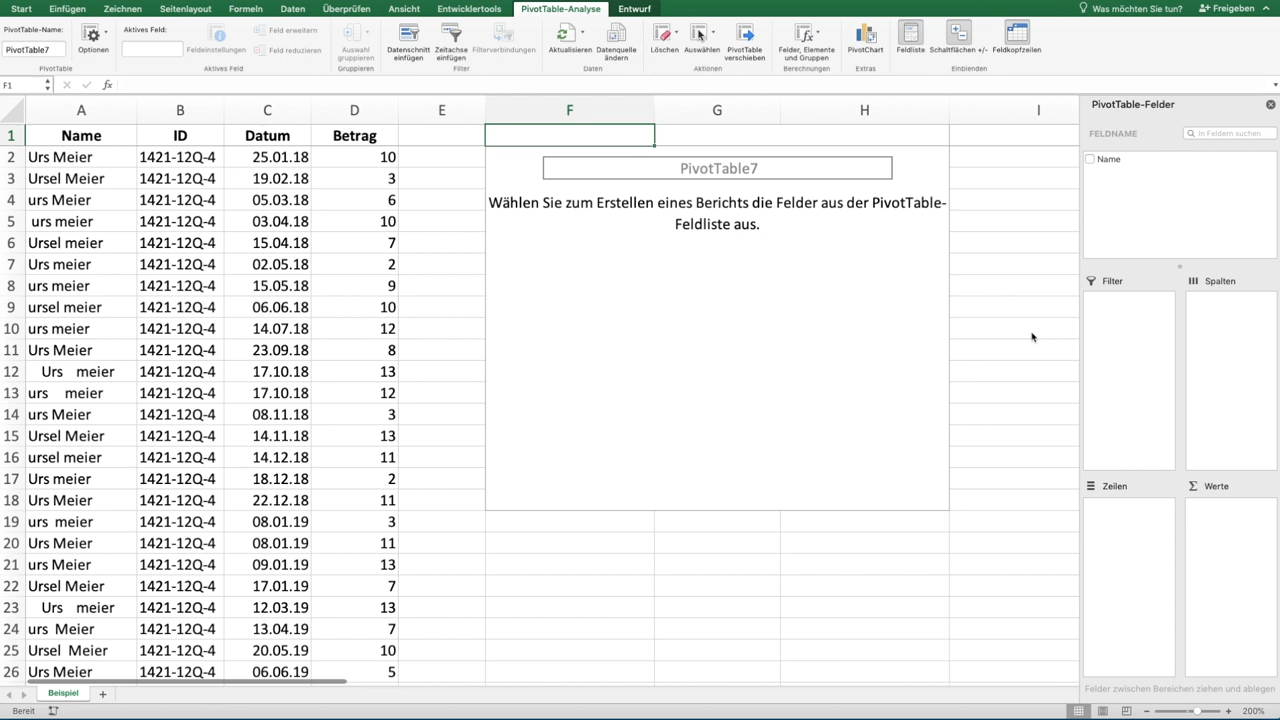 Start Einfügen Zeichnen Seitenlayout Formeln Daten Überprüfen Ansicht Entwicklertools PivotTable-Analyse Entwurf Was möchten Sie tun? Freigeben
PivotTable-Name:
PivotTable7
Optionen
PivotTable
Aktives Feld:
Feldeinstellungen
Feld erweitern
Feld reduzieren
Aktives Feld
Auswahl gruppieren
Gruppieren
Datenschnitt einfügen
Zeitachse einfügen
Filterverbindungen
Filter
Aktualisieren
Datenquelle ändern
Daten
Löschen
Auswählen
PivotTable verschieben
Aktionen
Felder, Elemente und Gruppen
Berechnungen
PivotChart
Extras
Feldliste
Schaltflächen +/-
Feldkopfzeilen
Einblenden
F1 fx
A B C D E F G H I
1 Name ID Datum Betrag
2 Urs Meier 1421-12Q-4 25.01.18 10
3 Ursel Meier 1421-12Q-4 19.02.18 3
4 urs Meier 1421-12Q-4 05.03.18 6
5 urs meier 1421-12Q-4 03.04.18 10
6 Ursel meier 1421-12Q-4 15.04.18 7
7 Urs meier 1421-12Q-4 02.05.18 2
8 urs meier 1421-12Q-4 15.05.18 9
9 ursel meier 1421-12Q-4 06.06.18 10
10 urs meier 1421-12Q-4 14.07.18 12
11 Urs Meier 1421-12Q-4 23.09.18 8
12 Urs meier 1421-12Q-4 17.10.18 13
13 urs meier 1421-12Q-4 17.10.18 12
14 urs Meier 1421-12Q-4 08.11.18 3
15 Ursel Meier 1421-12Q-4 14.11.18 13
16 ursel meier 1421-12Q-4 14.12.18 11
17 Urs meier 1421-12Q-4 18.12.18 2
18 Urs Meier 1421-12Q-4 22.12.18 11
19 urs meier 1421-12Q-4 08.01.19 3
20 Urs Meier 1421-12Q-4 08.01.19 11
21 urs Meier 1421-12Q-4 09.01.19 13
22 Ursel Meier 1421-12Q-4 17.01.19 7
23 Urs meier 1421-12Q-4 12.03.19 13
24 urs Meier 1421-12Q-4 13.04.19 7
25 Ursel Meier 1421-12Q-4 20.05.19 10
26 Urs Meier 1421-12Q-4 06.06.19 5
PivotTable7
Wählen Sie zum Erstellen eines Berichts die Felder aus der PivotTable-
Feldliste aus.
PivotTable-Felder
FELDNAME In Feldern suchen
Name
Filter Spalten
Zeilen Werte
Felder zwischen Bereichen ziehen und ablegen
Beispiel +
Bereit 200%